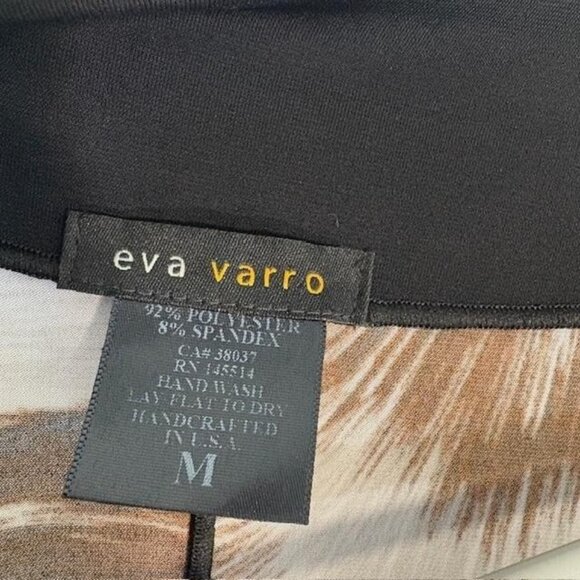 eva varro
92% POLYESTER
8% SPANDEX
CA# 38037
RN 145514
HAND WASH
LAY FLAT TO DRY
HANDCRAFTED
IN U.S.A.
M